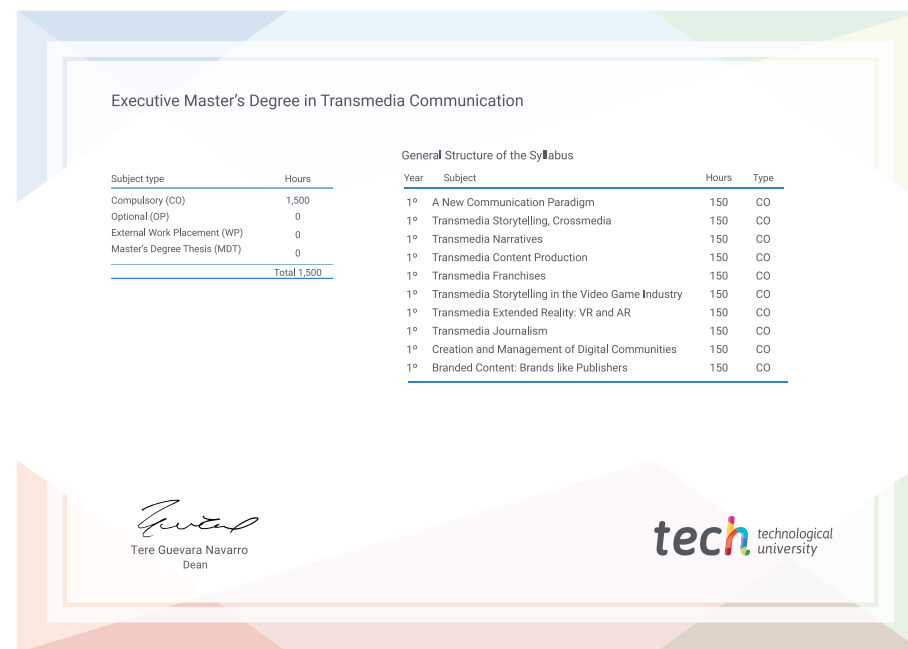 Executive Master's Degree in Transmedia Communication
Subject type Hours
Compulsory (CO) 1,500
Optional (OP) 0
External Work Placement (WP) 0
Master's Degree Thesis (MDT) 0
Total 1,500
General Structure of the Syllabus
Year Subject Hours Type
1º A New Communication Paradigm 150 CO
1º Transmedia Storytelling, Crossmedia 150 CO
1º Transmedia Narratives 150 CO
1º Transmedia Content Production 150 CO
1º Transmedia Franchises 150 CO
1º Transmedia Storytelling in the Video Game Industry 150 CO
1º Transmedia Extended Reality: VR and AR 150 CO
1º Transmedia Journalism 150 CO
1º Creation and Management of Digital Communities 150 CO
1º Branded Content: Brands like Publishers 150 CO
Tere Guevara Navarro
Dean
tech technological
university